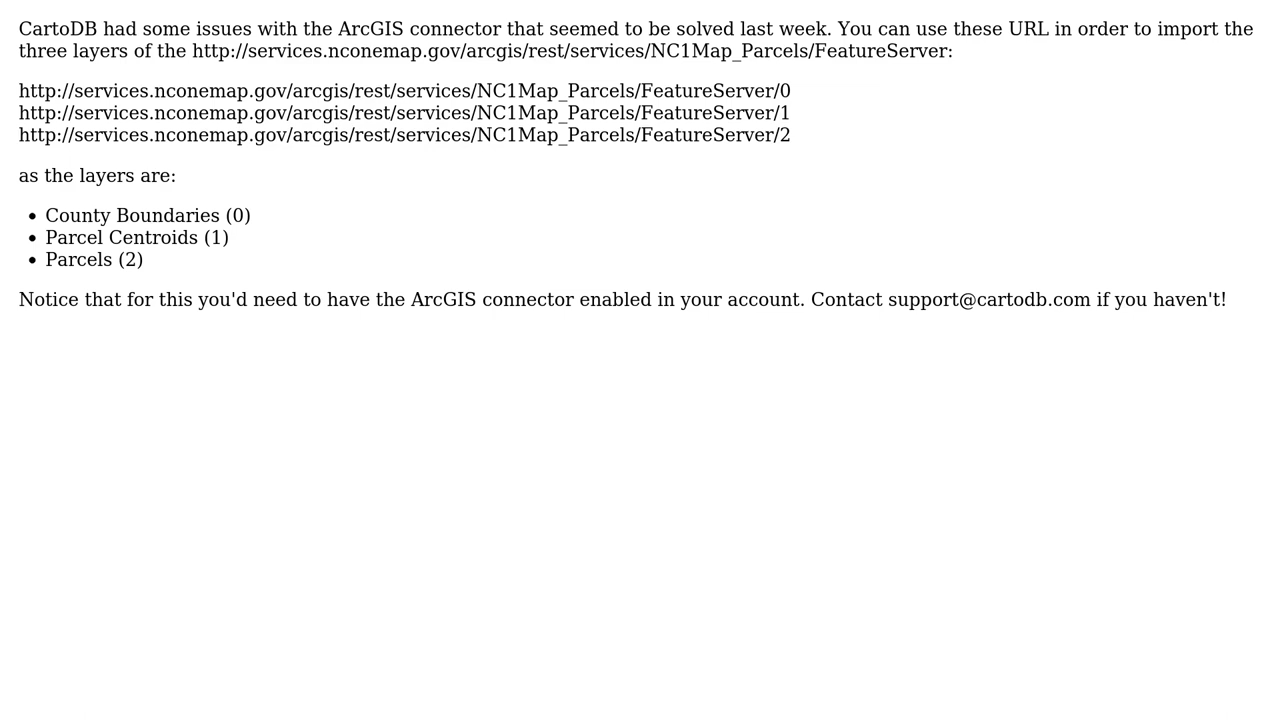 CartoDB had some issues with the ArcGIS connector that seemed to be solved last week. You can use these URL in order to import the
three layers of the http://services.nconemap.gov/arcgis/rest/services/NC1Map_Parcels/FeatureServer:
http://services.nconemap.gov/arcgis/rest/services/NC1Map_Parcels/FeatureServer/0
http://services.nconemap.gov/arcgis/rest/services/NC1Map_Parcels/FeatureServer/1
http://services.nconemap.gov/arcgis/rest/services/NC1Map_Parcels/FeatureServer/2
as the layers are:
• County Boundaries (0)
• Parcel Centroids (1)
• Parcels (2)
Notice that for this you'd need to have the ArcGIS connector enabled in your account. Contact support@cartodb.com if you haven't!